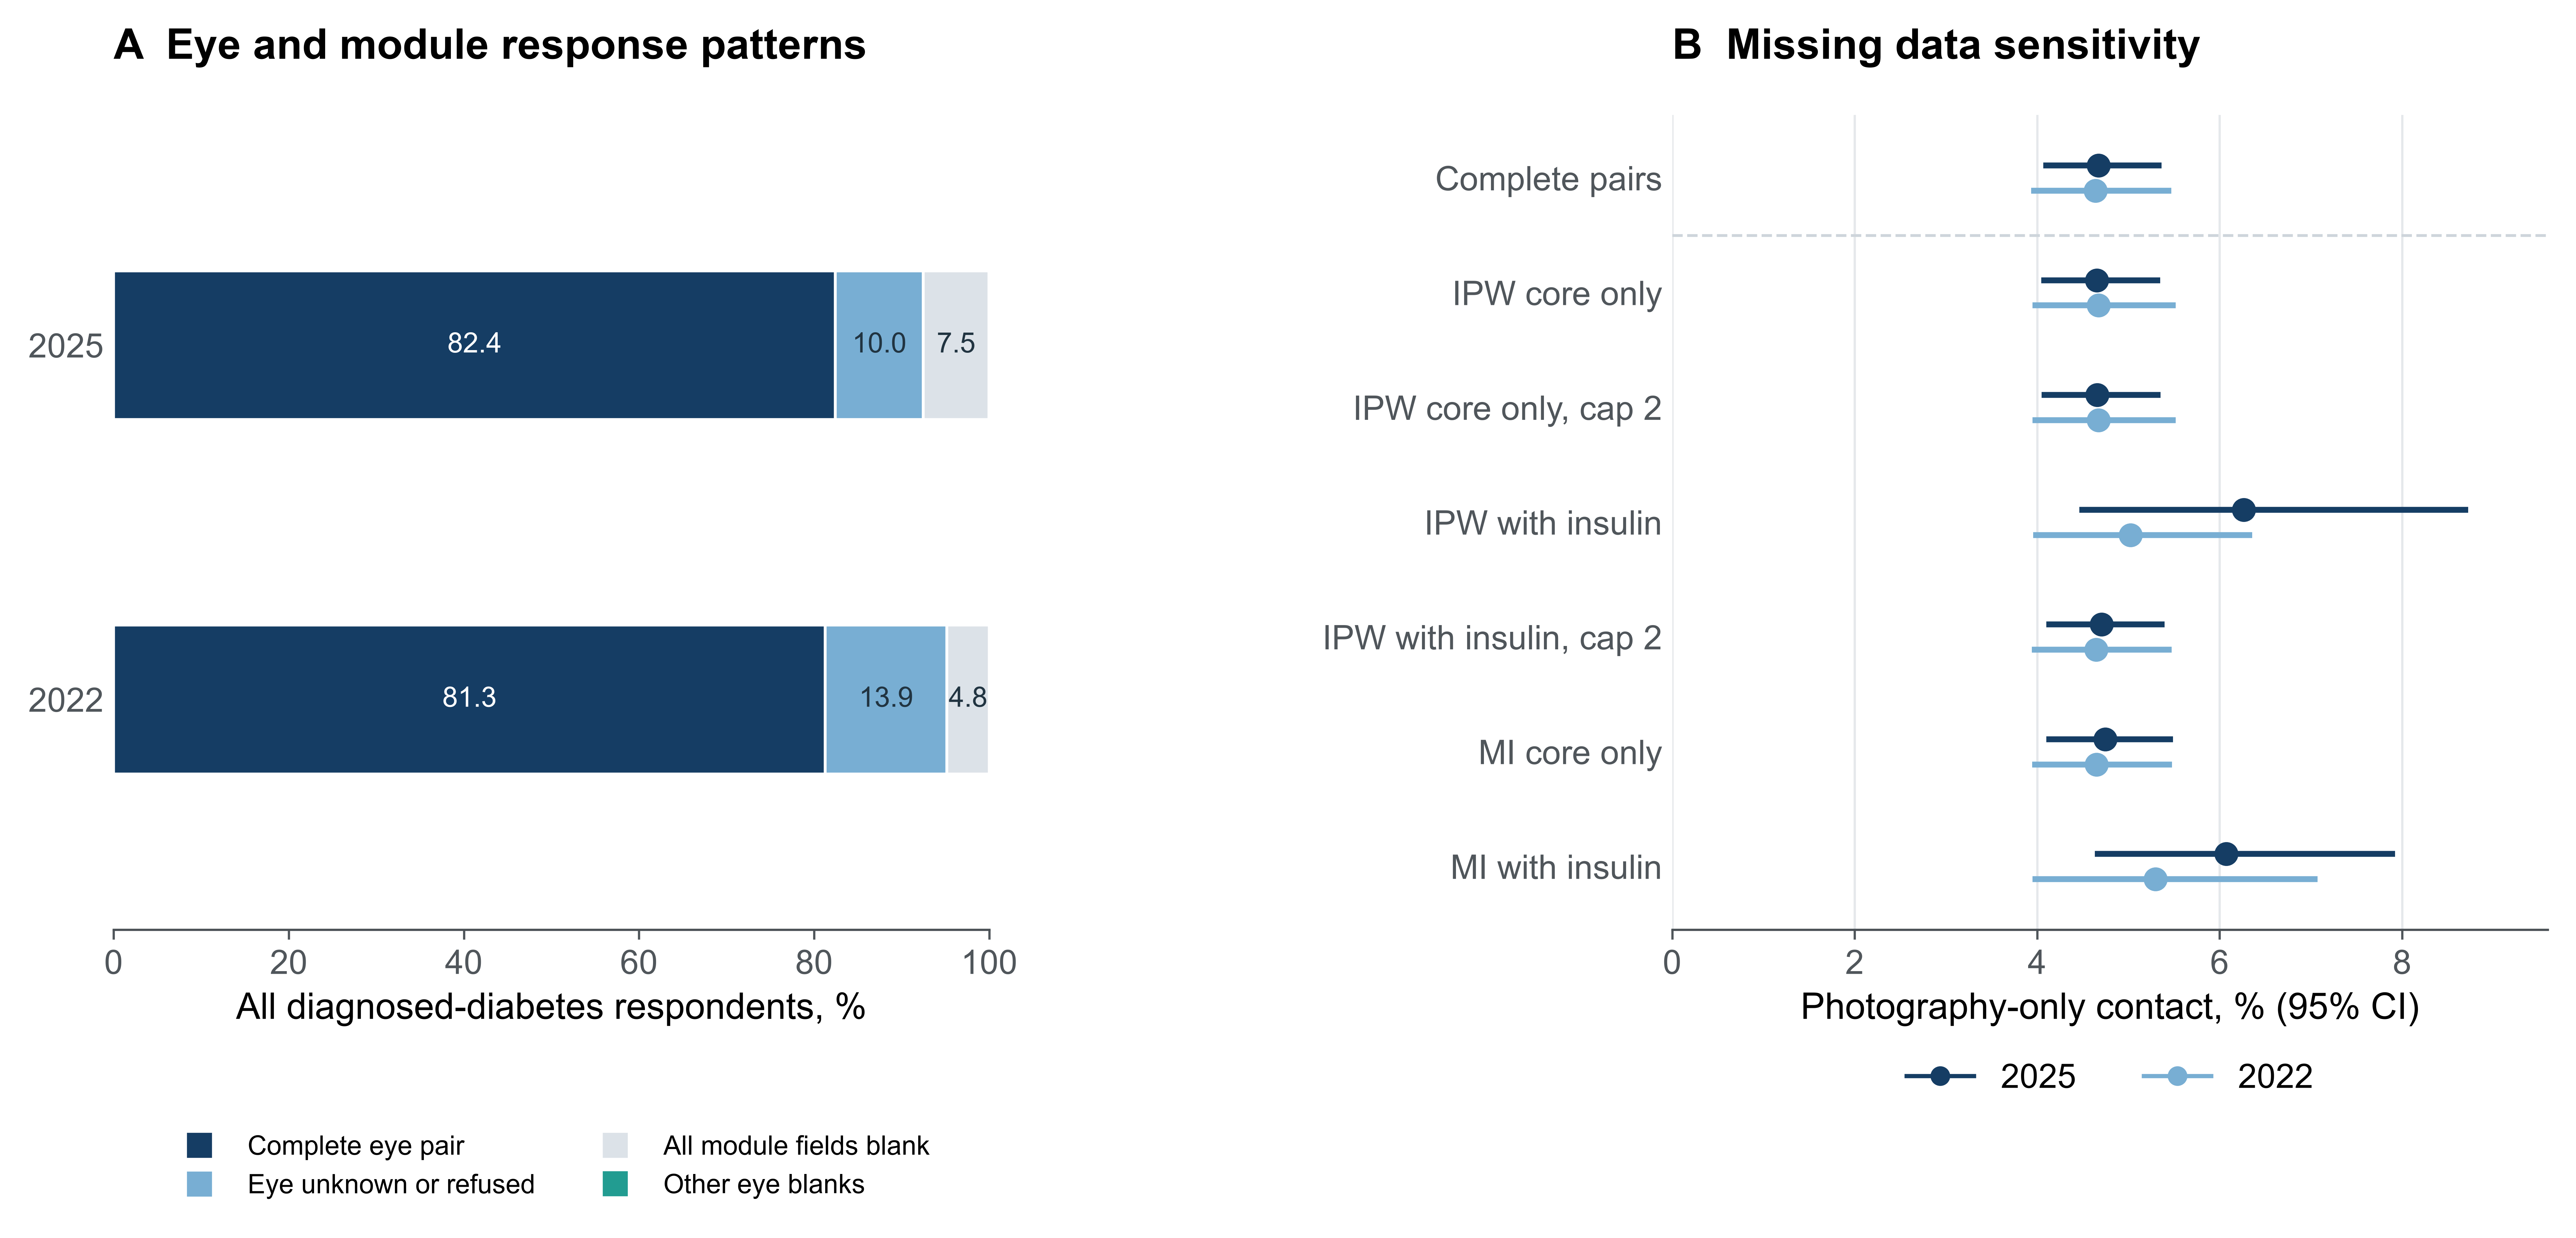 A Eye and module response patterns
2025
82.4
10.0
7.5
2022
81.3
13.9
4.8
0 20 40 60 80 100
All diagnosed-diabetes respondents, %
Complete eye pair
Eye unknown or refused
All module fields blank
Other eye blanks
B Missing data sensitivity
Complete pairs
IPW core only
IPW core only, cap 2
IPW with insulin
IPW with insulin, cap 2
MI core only
MI with insulin
0 2 4 6 8
Photography-only contact, % (95% CI)
2025 2022